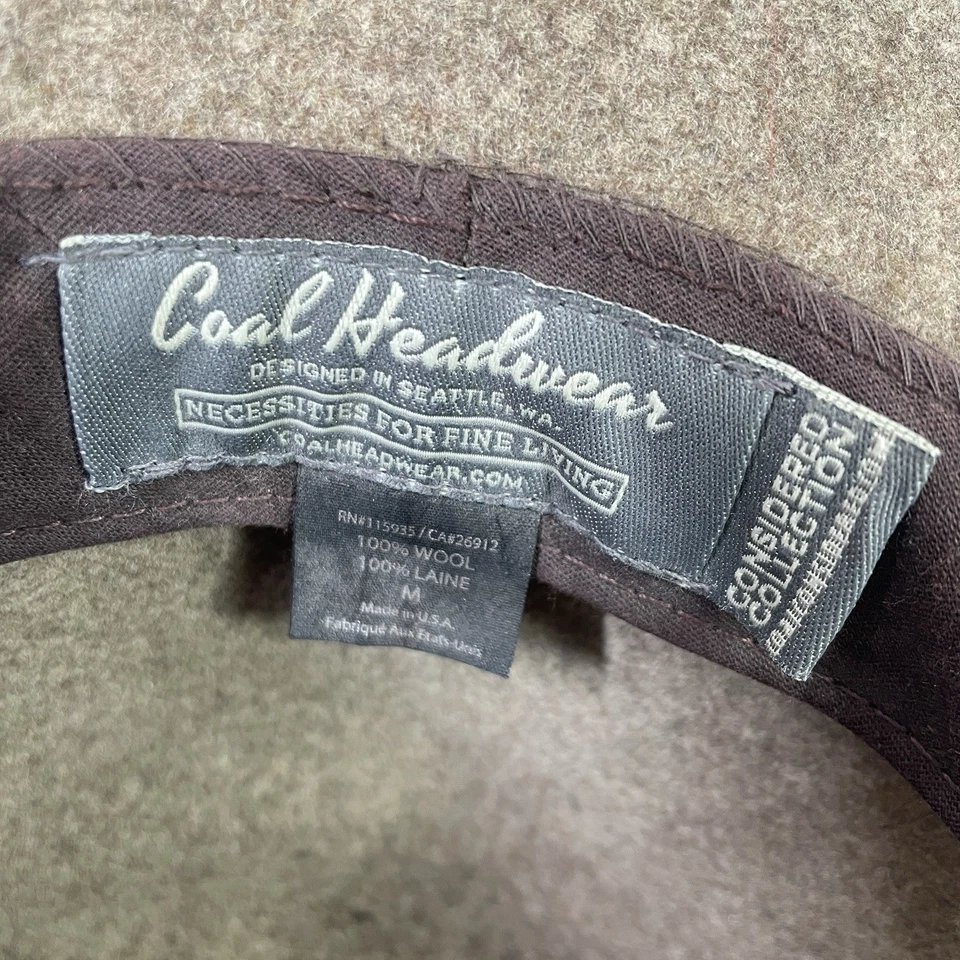 Coal Headwear
DESIGNED IN SEATTLE, WA
NECESSITIES FOR FINE LIVING
COALHEADWEAR.COM
RN#115935 / CA#26912
100% WOOL
100% LAINE
M
Made in U.S.A.
Fabriqué Aux États-Unis
CONSIDERED
COLLECTION